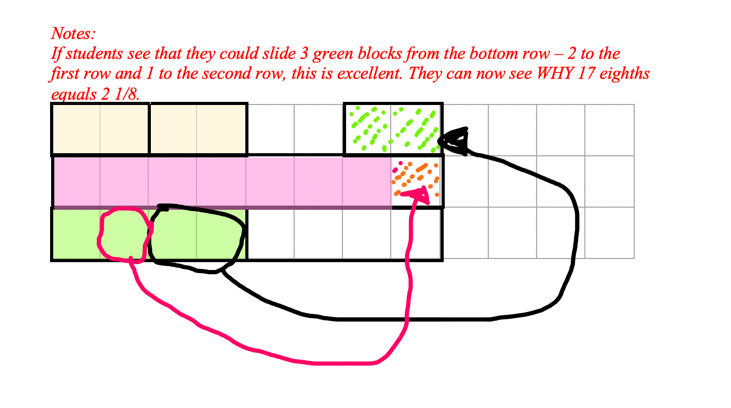 Notes:
If students see that they could slide 3 green blocks from the bottom row – 2 to the
first row and 1 to the second row, this is excellent. They can now see WHY 17 eighths
equals 2 1/8.